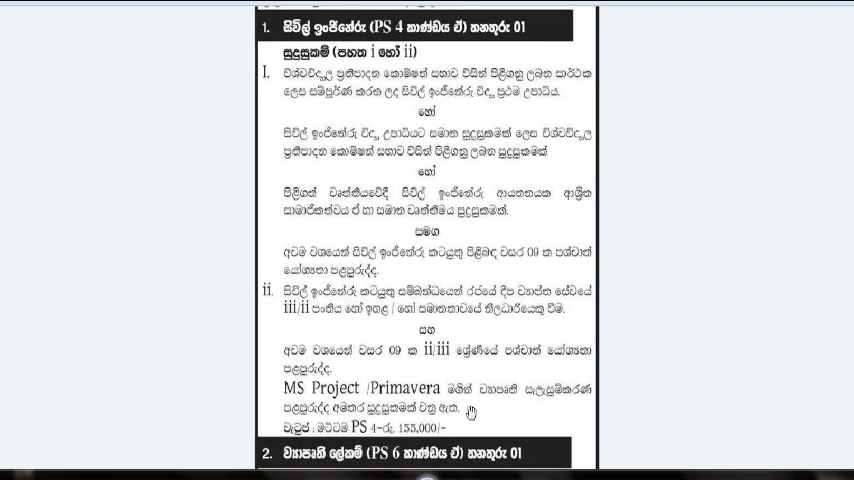 1. සිවිල් ඉංජිනේරු (PS 4 කාණ්ඩය ඒ) තනතුරු 01
සුදුසුකම් (පහත i හෝ ii)
I. විශ්වවිද්‍යාල ප්‍රතිපාදන කොමිෂන් සභාව විසින් පිළිගනු ලබන සාර්ථක
ලෙස සම්පූර්ණ කරන ලද සිවිල් ඉංජිනේරු විද්‍යා ප්‍රථම උපාධිය.
හෝ
සිවිල් ඉංජිනේරු විද්‍යා උපාධියට සමාන සුදුසුකමක් ලෙස විශ්වවිද්‍යාල
ප්‍රතිපාදන කොමිෂන් සභාව විසින් පිළිගනු ලබන සුදුසුකමක්
හෝ
පිළිගත් වෘත්තීයවේදී සිවිල් ඉංජිනේරු ආයතනයක ආශ්‍රිත
සාමාජිකත්වය ඒ හා සමාන වෘත්තීමය සුදුසුකමක්.
සමග
අවම වශයෙන් සිවිල් ඉංජිනේරු කටයුතු පිළිබඳ වසර 09 ක පශ්චාත්
යෝග්‍යතා පළපුරුද්ද.
ii. සිවිල් ඉංජිනේරු කටයුතු සම්බන්ධයෙන් රජයේ දීප ව්‍යාප්ත සේවයේ
iii/ii පංතිය හෝ ඉහළ / ශෝ සමානතාවයේ නිලධාරියෙකු වීම.
සහ
අවම වශයෙන් වසර 09 ක ii/iii ශ්‍රේණියේ පශ්චාත් යෝග්‍යතා
පළපුරුද්ද.
MS Project /Primavera මගින් ව්‍යාපෘති සැලසුම්කරණ
පළපුරුද්ද අමතර සුදුසුකමක් වනු ඇත.
වැටුප් : මට්ටම PS 4-රු. 155,000/-
2. ව්‍යාපෘති ලේකම් (PS 6 කාණ්ඩය ඒ) තනතුරු 01